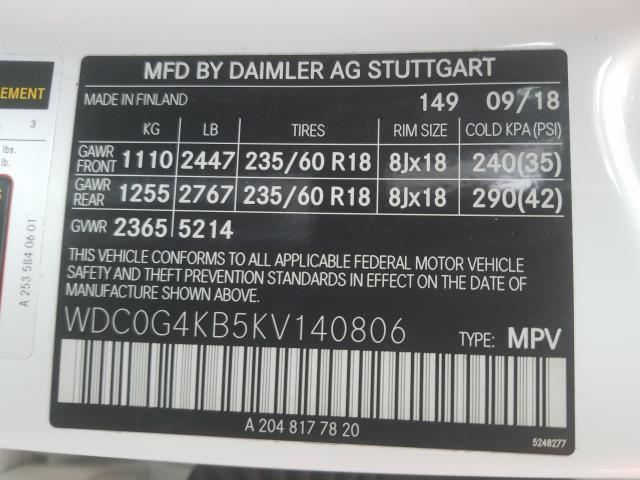 MFD BY DAIMLER AG STUTTGART
MADE IN FINLAND 149 09/18
KG LB TIRES RIM SIZE COLD KPA (PSI)
GAWR FRONT 1110 2447 235/60 R18 8Jx18 240(35)
GAWR REAR 1255 2767 235/60 R18 8Jx18 290(42)
GVWR 2365 5214
THIS VEHICLE CONFORMS TO ALL APPLICABLE FEDERAL MOTOR VEHICLE
SAFETY AND THEFT PREVENTION STANDARDS IN EFFECT ON THE DATE
OF MANUFACTURE SHOWN ABOVE.
WDC0G4KB5KV140806 TYPE: MPV
A 204 817 78 20
5248277
EMENT
3
lbs.
lb.
A 253 584 06 01